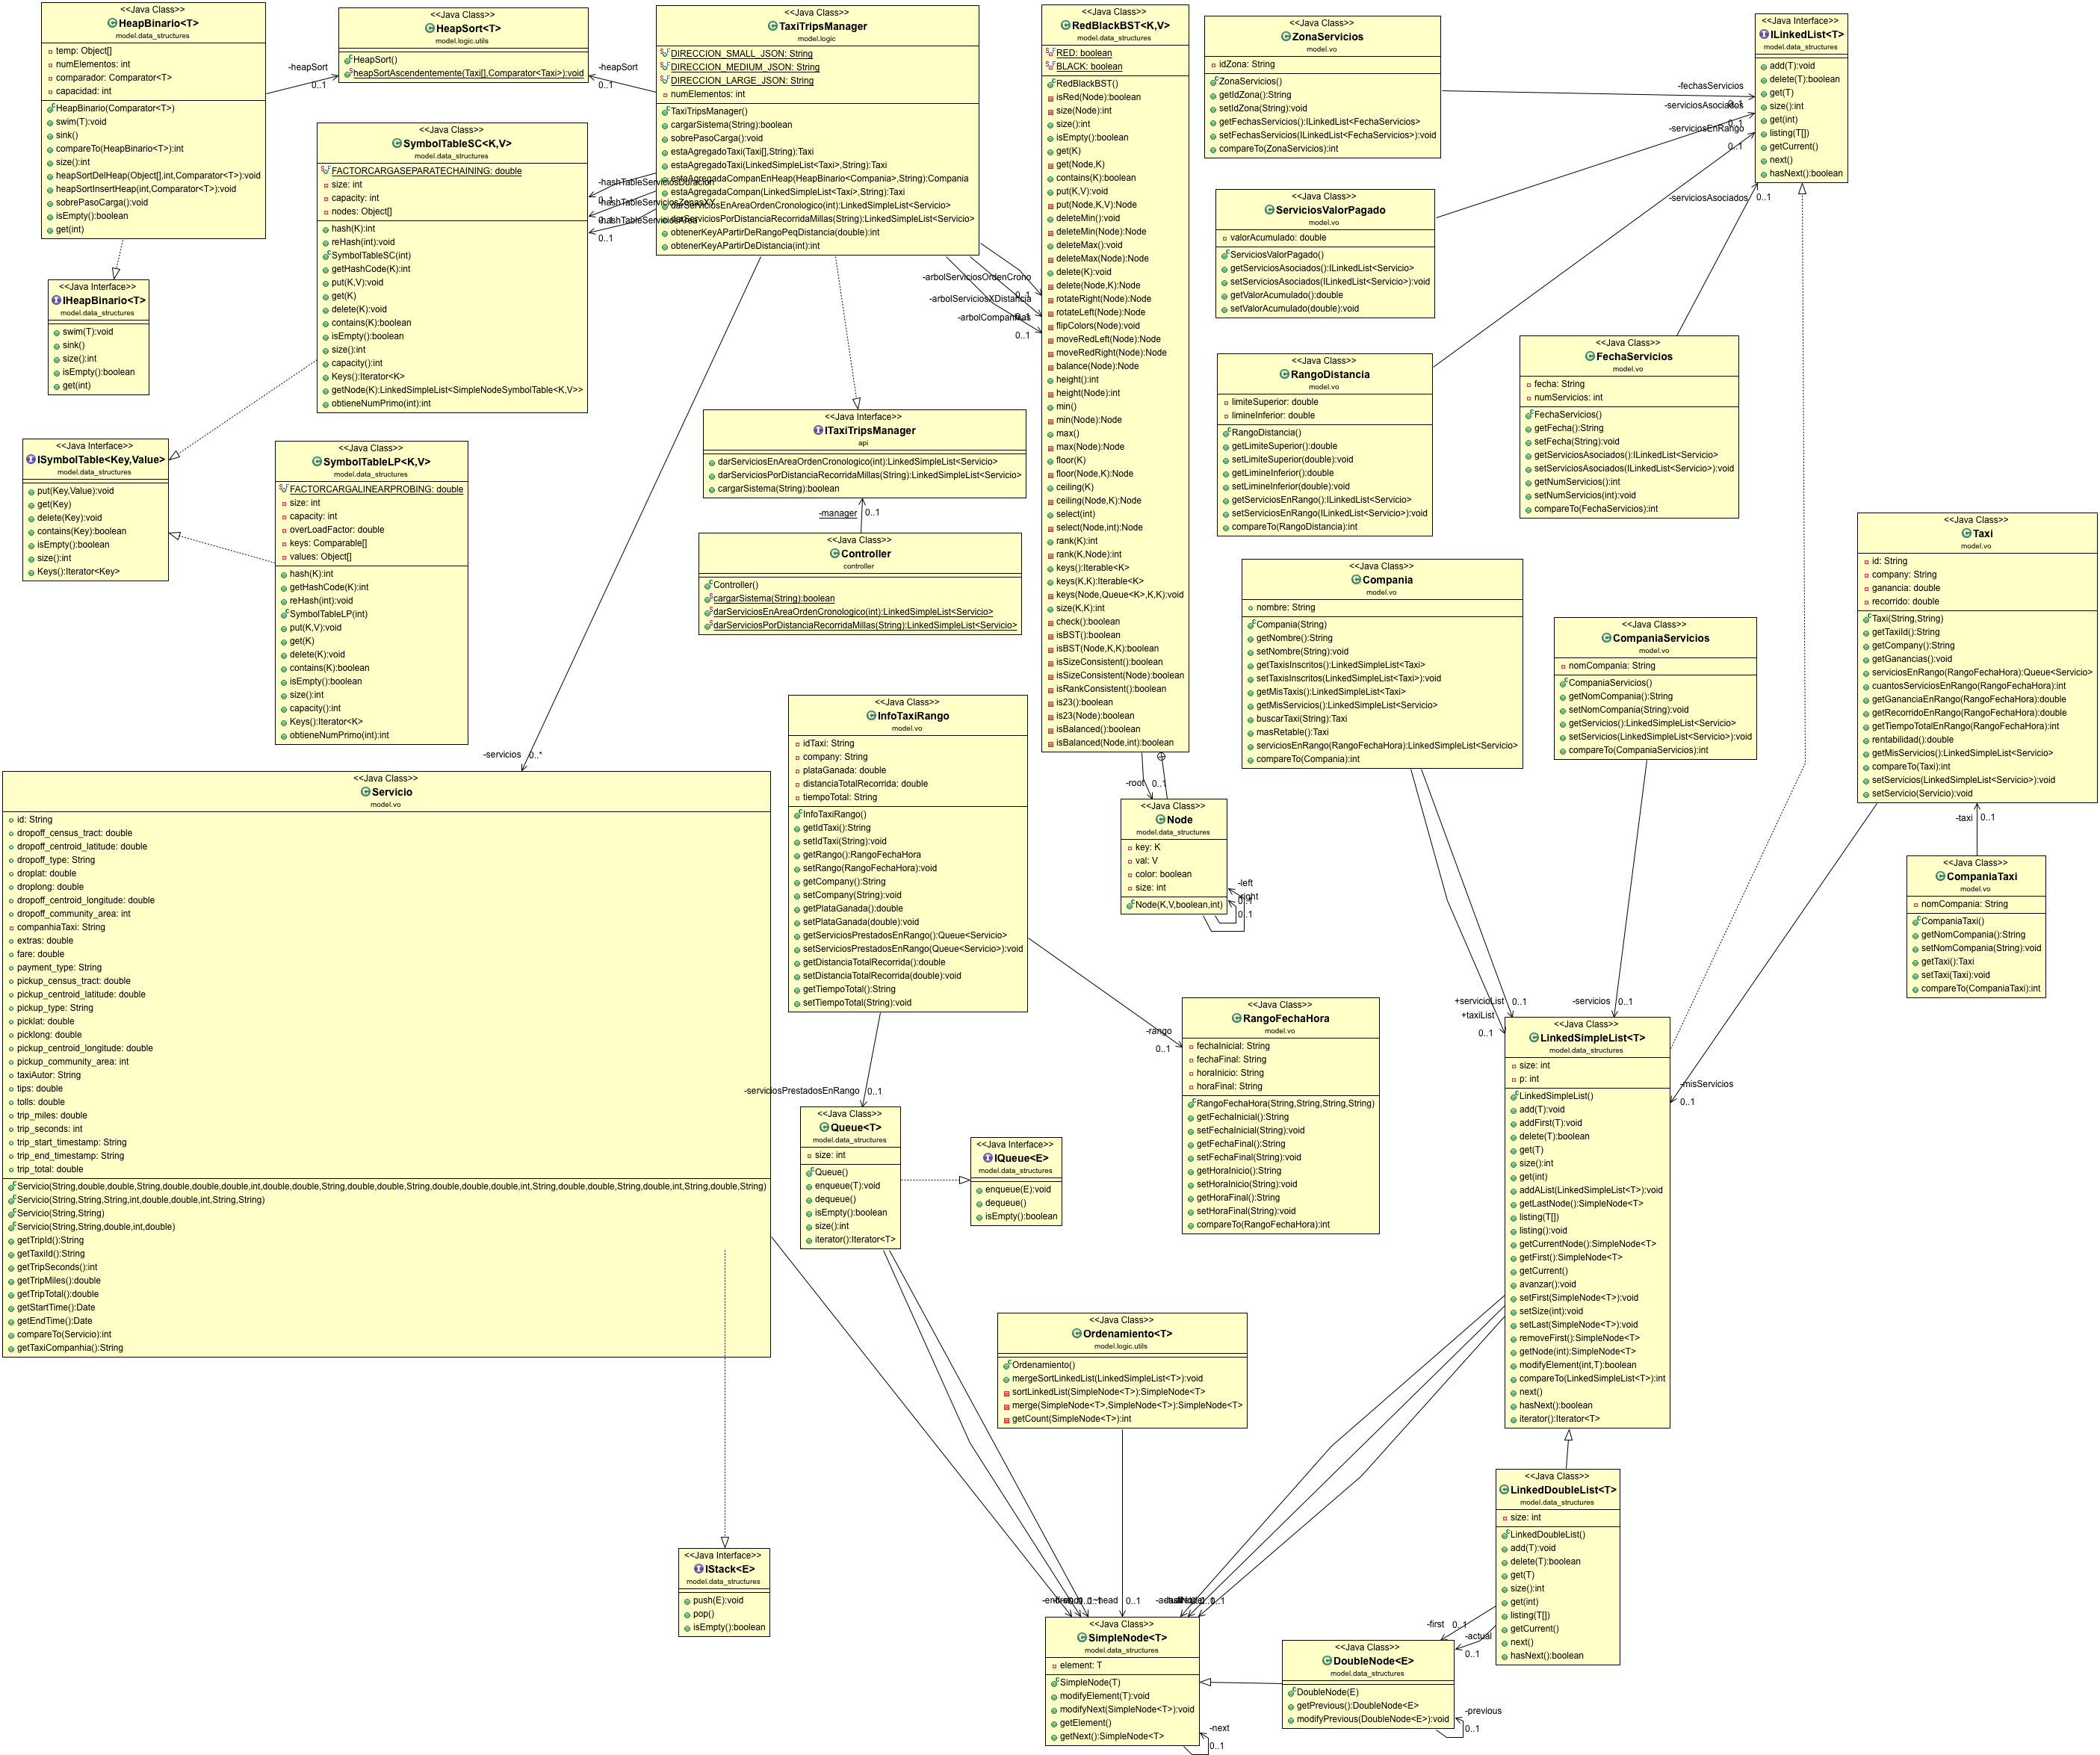 <<Java Class>>
HeapBinario<T>
model.data_structures
temp: Object[]
numElementos: int
comparador: Comparator<T>
capacidad: int
HeapBinario(Comparator<T>)
swim(T):void
sink()
compareTo(HeapBinario<T>):int
size():int
heapSortDelHeap(Object[],int,Comparator<T>):void
heapSortInsertHeap(int,Comparator<T>):void
sobrePasoCarga():void
isEmpty():boolean
get(int)
-heapSort
0..1
<<Java Class>>
HeapSort<T>
model.logic.utils
HeapSort()
heapSortAscendentemente(Taxi[],Comparator<Taxi>):void
-heapSort
0..1
<<Java Class>>
TaxiTripsManager
model.logic
DIRECCION_SMALL_JSON: String
DIRECCION_MEDIUM_JSON: String
DIRECCION_LARGE_JSON: String
numElementos: int
TaxiTripsManager()
cargarSistema(String):boolean
sobrePasoCarga():void
estaAgregadoTaxi(Taxi[],String):Taxi
estaAgregadoTaxi(LinkedSimpleList<Taxi>,String):Taxi
estaAgregadaCompanEnHeap(HeapBinario<Compania>,String):Compania
estaAgregadaCompan(LinkedSimpleList<Taxi>,String):Taxi
darServiciosEnAreaOrdenCronologico(int):LinkedSimpleList<Servicio>
darServiciosPorDistanciaRecorridaMillas(String):LinkedSimpleList<Servicio>
obtenerKeyAPartirDeRangoPeqDistancia(double):int
obtenerKeyAPartirDeDistancia(int):int
-hashTableServiciosDuracion
0..1
-hashTableServiciosZonasXY
0..1
-hashTableServiciosArea
0..1
-arbolServiciosOrdenCrono
0..1
-arbolServiciosXDistancia
0..1
-arbolCompanias
0..1
<<Java Class>>
RedBlackBST<K,V>
model.data_structures
RED: boolean
BLACK: boolean
RedBlackBST()
isRed(Node):boolean
size(Node):int
size():int
isEmpty():boolean
get(K)
get(Node,K)
contains(K):boolean
put(K,V):void
put(Node,K,V):Node
deleteMin():void
deleteMin(Node):Node
deleteMax():void
deleteMax(Node):Node
delete(K):void
delete(Node,K):Node
rotateRight(Node):Node
rotateLeft(Node):Node
flipColors(Node):void
moveRedLeft(Node):Node
moveRedRight(Node):Node
balance(Node):Node
height():int
height(Node):int
min()
min(Node):Node
max()
max(Node):Node
floor(K)
floor(Node,K):Node
ceiling(K)
ceiling(Node,K):Node
select(int)
select(Node,int):Node
rank(K):int
rank(K,Node):int
keys():Iterable<K>
keys(K,K):Iterable<K>
keys(Node,Queue<K>,K,K):void
size(K,K):int
check():boolean
isBST():boolean
isBST(Node,K,K):boolean
isSizeConsistent():boolean
isSizeConsistent(Node):boolean
isRankConsistent():boolean
is23():boolean
is23(Node):boolean
isBalanced():boolean
isBalanced(Node,int):boolean
-root
0..1
<<Java Class>>
Node
model.data_structures
key: K
val: V
color: boolean
size: int
Node(K,V,boolean,int)
-left
0..1
-right
0..1
<<Java Class>>
ZonaServicios
model.vo
idZona: String
ZonaServicios()
getIdZona():String
setIdZona(String):void
getFechasServicios():ILinkedList<FechaServicios>
setFechasServicios(ILinkedList<FechaServicios>):void
compareTo(ZonaServicios):int
-fechasServicios
0..1
-serviciosAsociados
0..1
-serviciosEnRango
0..1
-serviciosAsociados
0..1
<<Java Interface>>
ILinkedList<T>
model.data_structures
add(T):void
delete(T):boolean
get(T)
size():int
get(int)
listing(T[])
getCurrent()
next()
hasNext():boolean
<<Java Class>>
ServiciosValorPagado
model.vo
valorAcumulado: double
ServiciosValorPagado()
getServiciosAsociados():ILinkedList<Servicio>
setServiciosAsociados(ILinkedList<Servicio>):void
getValorAcumulado():double
setValorAcumulado(double):void
<<Java Class>>
RangoDistancia
model.vo
limiteSuperior: double
limineInferior: double
RangoDistancia()
getLimiteSuperior():double
setLimiteSuperior(double):void
getLimineInferior():double
setLimineInferior(double):void
getServiciosEnRango():ILinkedList<Servicio>
setServiciosEnRango(ILinkedList<Servicio>):void
compareTo(RangoDistancia):int
<<Java Class>>
FechaServicios
model.vo
fecha: String
numServicios: int
FechaServicios()
getFecha():String
setFecha(String):void
getServiciosAsociados():ILinkedList<Servicio>
setServiciosAsociados(ILinkedList<Servicio>):void
getNumServicios():int
setNumServicios(int):void
compareTo(FechaServicios):int
<<Java Interface>>
IHeapBinario<T>
model.data_structures
swim(T):void
sink()
size():int
isEmpty():boolean
get(int)
<<Java Class>>
SymbolTableSC<K,V>
model.data_structures
FACTORCARGASEPARATECHAINING: double
size: int
capacity: int
nodes: Object[]
hash(K):int
reHash(int):void
SymbolTableSC(int)
getHashCode(K):int
put(K,V):void
get(K)
delete(K):void
contains(K):boolean
isEmpty():boolean
size():int
capacity():int
Keys():Iterator<K>
getNode(K):LinkedSimpleList<SimpleNodeSymbolTable<K,V>>
obtieneNumPrimo(int):int
<<Java Interface>>
ISymbolTable<Key,Value>
model.data_structures
put(Key,Value):void
get(Key)
delete(Key):void
contains(Key):boolean
isEmpty():boolean
size():int
Keys():Iterator<Key>
<<Java Class>>
SymbolTableLP<K,V>
model.data_structures
FACTORCARGALINEARPROBING: double
size: int
capacity: int
overLoadFactor: double
keys: Comparable[]
values: Object[]
hash(K):int
getHashCode(K):int
reHash(int):void
SymbolTableLP(int)
put(K,V):void
get(K)
delete(K):void
contains(K):boolean
isEmpty():boolean
size():int
capacity():int
Keys():Iterator<K>
obtieneNumPrimo(int):int
<<Java Interface>>
ITaxiTripsManager
api
darServiciosEnAreaOrdenCronologico(int):LinkedSimpleList<Servicio>
darServiciosPorDistanciaRecorridaMillas(String):LinkedSimpleList<Servicio>
cargarSistema(String):boolean
-manager
0..1
<<Java Class>>
Controller
controller
Controller()
cargarSistema(String):boolean
darServiciosEnAreaOrdenCronologico(int):LinkedSimpleList<Servicio>
darServiciosPorDistanciaRecorridaMillas(String):LinkedSimpleList<Servicio>
<<Java Class>>
Compania
model.vo
nombre: String
Compania(String)
getNombre():String
setNombre(String):void
getTaxisInscritos():LinkedSimpleList<Taxi>
setTaxisInscritos(LinkedSimpleList<Taxi>):void
getMisTaxis():LinkedSimpleList<Taxi>
getMisServicios():LinkedSimpleList<Servicio>
buscarTaxi(String):Taxi
masRetable():Taxi
serviciosEnRango(RangoFechaHora):LinkedSimpleList<Servicio>
compareTo(Compania):int
<<Java Class>>
CompaniaServicios
model.vo
nomCompania: String
CompaniaServicios()
getNomCompania():String
setNomCompania(String):void
getServicios():LinkedSimpleList<Servicio>
setServicios(LinkedSimpleList<Servicio>):void
compareTo(CompaniaServicios):int
<<Java Class>>
Taxi
model.vo
id: String
company: String
ganancia: double
recorrido: double
Taxi(String,String)
getTaxiId():String
getCompany():String
getGanancias():void
serviciosEnRango(RangoFechaHora):Queue<Servicio>
cuantosServiciosEnRango(RangoFechaHora):int
getGananciaEnRango(RangoFechaHora):double
getRecorridoEnRango(RangoFechaHora):double
getTiempoTotalEnRango(RangoFechaHora):int
rentabilidad():double
getMisServicios():LinkedSimpleList<Servicio>
compareTo(Taxi):int
setServicios(LinkedSimpleList<Servicio>):void
setServicio(Servicio):void
-taxi
0..1
<<Java Class>>
CompaniaTaxi
model.vo
nomCompania: String
CompaniaTaxi()
getNomCompania():String
setNomCompania(String):void
getTaxi():Taxi
setTaxi(Taxi):void
compareTo(CompaniaTaxi):int
<<Java Class>>
InfoTaxiRango
model.vo
idTaxi: String
company: String
plataGanada: double
distanciaTotalRecorrida: double
tiempoTotal: String
InfoTaxiRango()
getIdTaxi():String
setIdTaxi(String):void
getRango():RangoFechaHora
setRango(RangoFechaHora):void
getCompany():String
setCompany(String):void
getPlataGanada():double
setPlataGanada(double):void
getServiciosPrestadosEnRango():Queue<Servicio>
setServiciosPrestadosEnRango(Queue<Servicio>):void
getDistanciaTotalRecorrida():double
setDistanciaTotalRecorrida(double):void
getTiempoTotal():String
setTiempoTotal(String):void
-servicios
0..*
<<Java Class>>
Servicio
model.vo
id: String
dropoff_census_tract: double
dropoff_centroid_latitude: double
dropoff_type: String
droplat: double
droplong: double
dropoff_centroid_longitude: double
dropoff_community_area: int
companhiaTaxi: String
extras: double
fare: double
payment_type: String
pickup_census_tract: double
pickup_centroid_latitude: double
pickup_type: String
picklat: double
picklong: double
pickup_centroid_longitude: double
pickup_community_area: int
taxiAutor: String
tips: double
tolls: double
trip_miles: double
trip_seconds: int
trip_start_timestamp: String
trip_end_timestamp: String
trip_total: double
Servicio(String,double,double,String,double,double,double,int,double,double,String,double,double,String,double,double,double,int,String,double,double,String,double,int,String,double,String)
Servicio(String,String,String,int,double,double,int,String,String)
Servicio(String,String)
Servicio(String,String,double,int,double)
getTripId():String
getTaxiId():String
getTripSeconds():int
getTripMiles():double
getTripTotal():double
getStartTime():Date
getEndTime():Date
compareTo(Servicio):int
getTaxiCompanhia():String
-rango
0..1
<<Java Class>>
RangoFechaHora
model.vo
fechaInicial: String
fechaFinal: String
horaInicio: String
horaFinal: String
RangoFechaHora(String,String,String,String)
getFechaInicial():String
setFechaInicial(String):void
getFechaFinal():String
setFechaFinal(String):void
getHoraInicio():String
setHoraInicio(String):void
getHoraFinal():String
setHoraFinal(String):void
compareTo(RangoFechaHora):int
-serviciosPrestadosEnRango
0..1
<<Java Class>>
Queue<T>
model.data_structures
size: int
Queue()
enqueue(T):void
dequeue()
isEmpty():boolean
size():int
iterator():Iterator<T>
<<Java Interface>>
IQueue<E>
model.data_structures
enqueue(E):void
dequeue()
isEmpty():boolean
+servicioList
0..1
+taxiList
0..1
-servicios
0..1
-misServicios
0..1
<<Java Class>>
LinkedSimpleList<T>
model.data_structures
size: int
p: int
LinkedSimpleList()
add(T):void
addFirst(T):void
delete(T):boolean
get(T)
size():int
get(int)
addAList(LinkedSimpleList<T>):void
getLastNode():SimpleNode<T>
listing(T[])
listing():void
getCurrentNode():SimpleNode<T>
getFirst():SimpleNode<T>
getCurrent()
avanzar():void
setFirst(SimpleNode<T>):void
setSize(int):void
setLast(SimpleNode<T>):void
removeFirst():SimpleNode<T>
getNode(int):SimpleNode<T>
modifyElement(int,T):boolean
compareTo(LinkedSimpleList<T>):int
next()
hasNext():boolean
iterator():Iterator<T>
<<Java Class>>
Ordenamiento<T>
model.logic.utils
Ordenamiento()
mergeSortLinkedList(LinkedSimpleList<T>):void
sortLinkedList(SimpleNode<T>):SimpleNode<T>
merge(SimpleNode<T>,SimpleNode<T>):SimpleNode<T>
getCount(SimpleNode<T>):int
<<Java Interface>>
IStack<E>
model.data_structures
push(E):void
pop()
isEmpty():boolean
~head
0..1
<<Java Class>>
SimpleNode<T>
model.data_structures
element: T
SimpleNode(T)
modifyElement(T):void
modifyNext(SimpleNode<T>):void
getElement()
getNext():SimpleNode<T>
-next
0..1
<<Java Class>>
LinkedDoubleList<T>
model.data_structures
size: int
LinkedDoubleList()
add(T):void
delete(T):boolean
get(T)
size():int
get(int)
listing(T[])
getCurrent()
next()
hasNext():boolean
-first
0..1
-actual
0..1
<<Java Class>>
DoubleNode<E>
model.data_structures
DoubleNode(E)
getPrevious():DoubleNode<E>
modifyPrevious(DoubleNode<E>):void
-previous
0..1